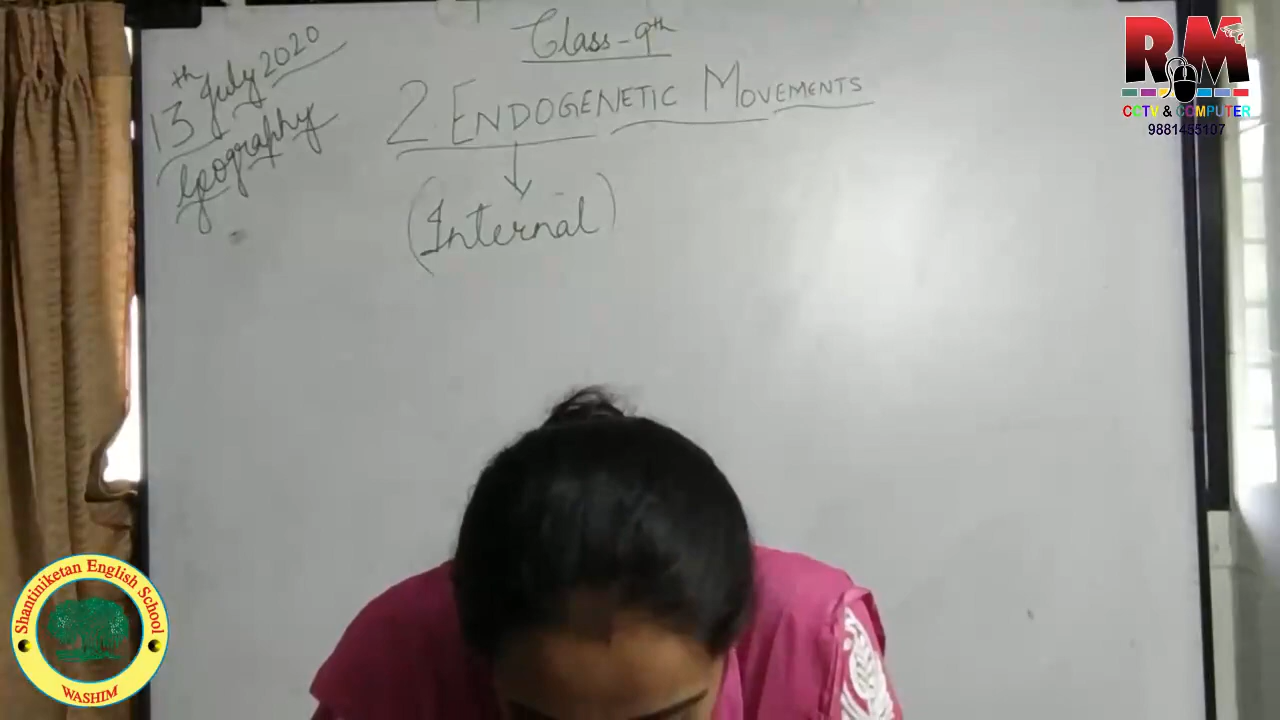 Class-9th
13th July 2020
Geography
2 ENDOGENETIC MOVEMENTS
(Internal)
RM
CCTV & COMPUTER
9881455107
Shantiniketan English School
WASHIM